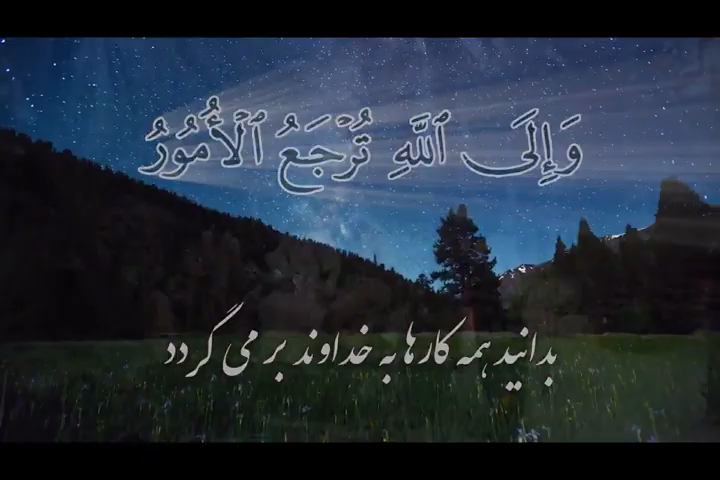 وَإِلَى ٱللَّهِ تُرْجَعُ ٱلْأُمُورُ
بدانید همه کارها به خداوند بر می گردد